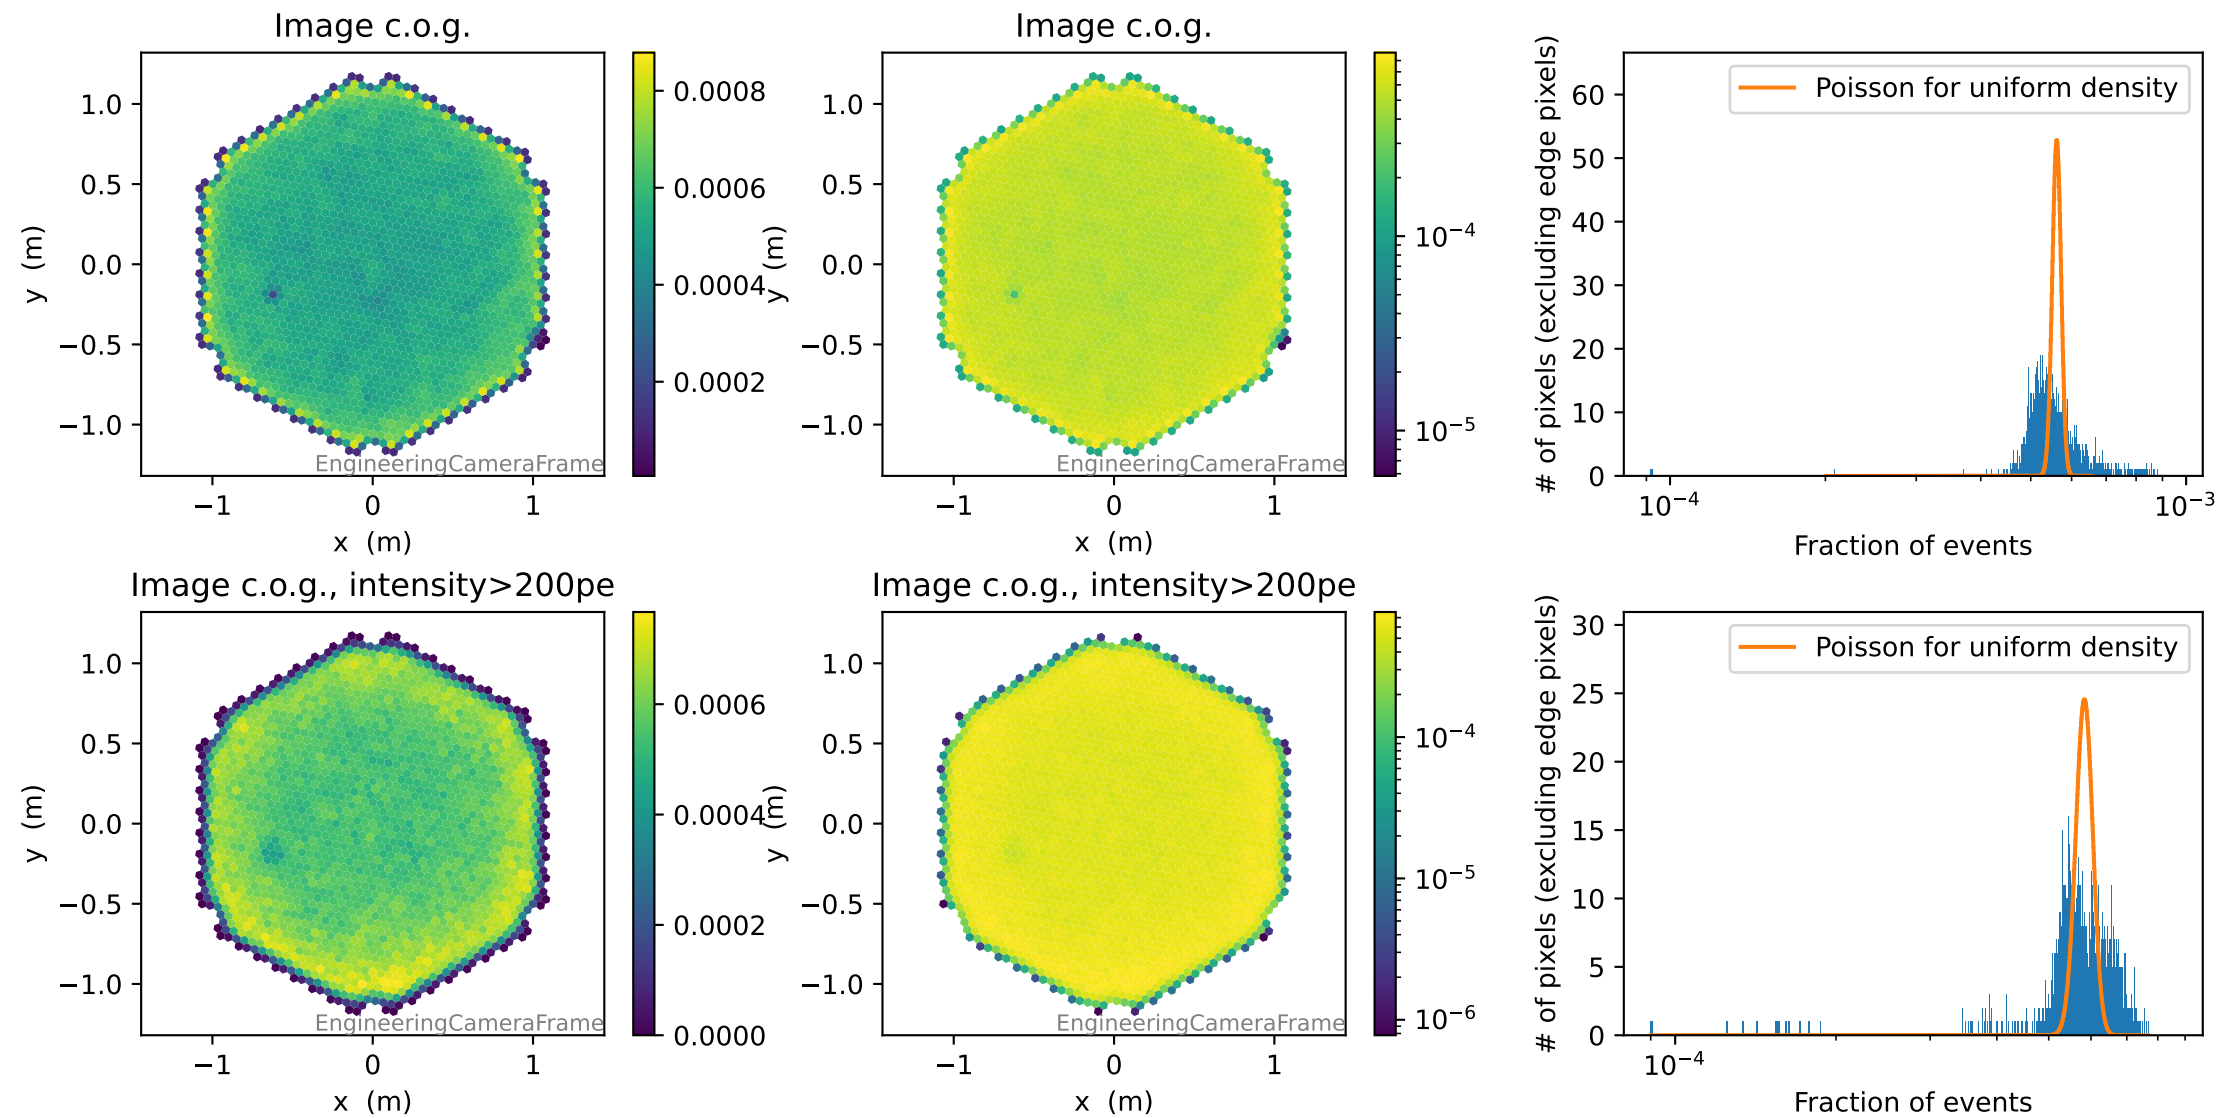 Image c.o.g.
1.0
0.5
0.0
−0.5
−1.0
y (m)
−1
0
1
x (m)
EngineeringCameraFrame
0.0008
0.0006
0.0004
0.0002
Image c.o.g.
1.0
0.5
0.0
−0.5
−1.0
y (m)
−1
0
1
x (m)
EngineeringCameraFrame
10⁻⁴
10⁻⁵
Poisson for uniform density
# of pixels (excluding edge pixels)
60
50
40
30
20
10
0
10⁻⁴
10⁻³
Fraction of events
Image c.o.g., intensity>200pe
1.0
0.5
0.0
−0.5
−1.0
y (m)
−1
0
1
x (m)
EngineeringCameraFrame
0.0006
0.0004
0.0002
0.0000
Image c.o.g., intensity>200pe
1.0
0.5
0.0
−0.5
−1.0
y (m)
−1
0
1
x (m)
EngineeringCameraFrame
10⁻⁴
10⁻⁵
10⁻⁶
Poisson for uniform density
# of pixels (excluding edge pixels)
30
25
20
15
10
5
0
10⁻⁴
Fraction of events